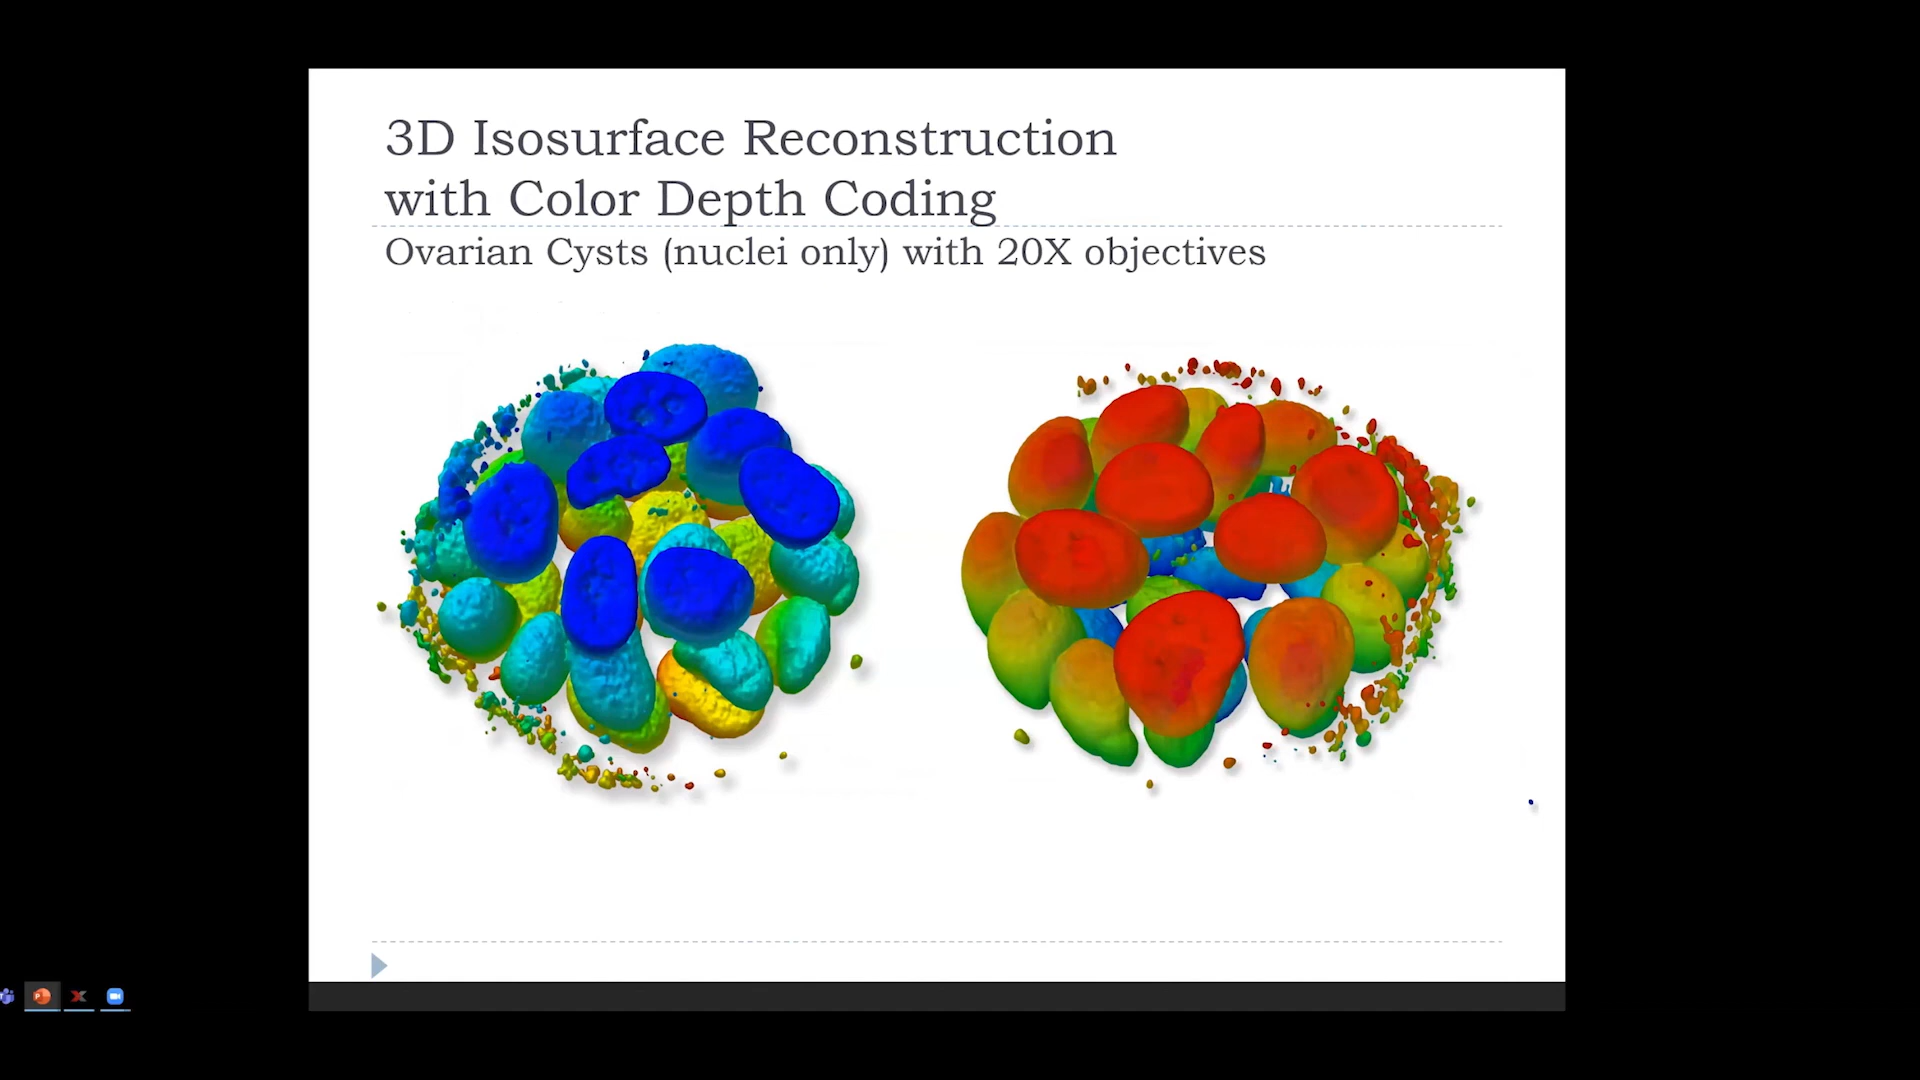 3D Isosurface Reconstruction
with Color Depth Coding
Ovarian Cysts (nuclei only) with 20X objectives